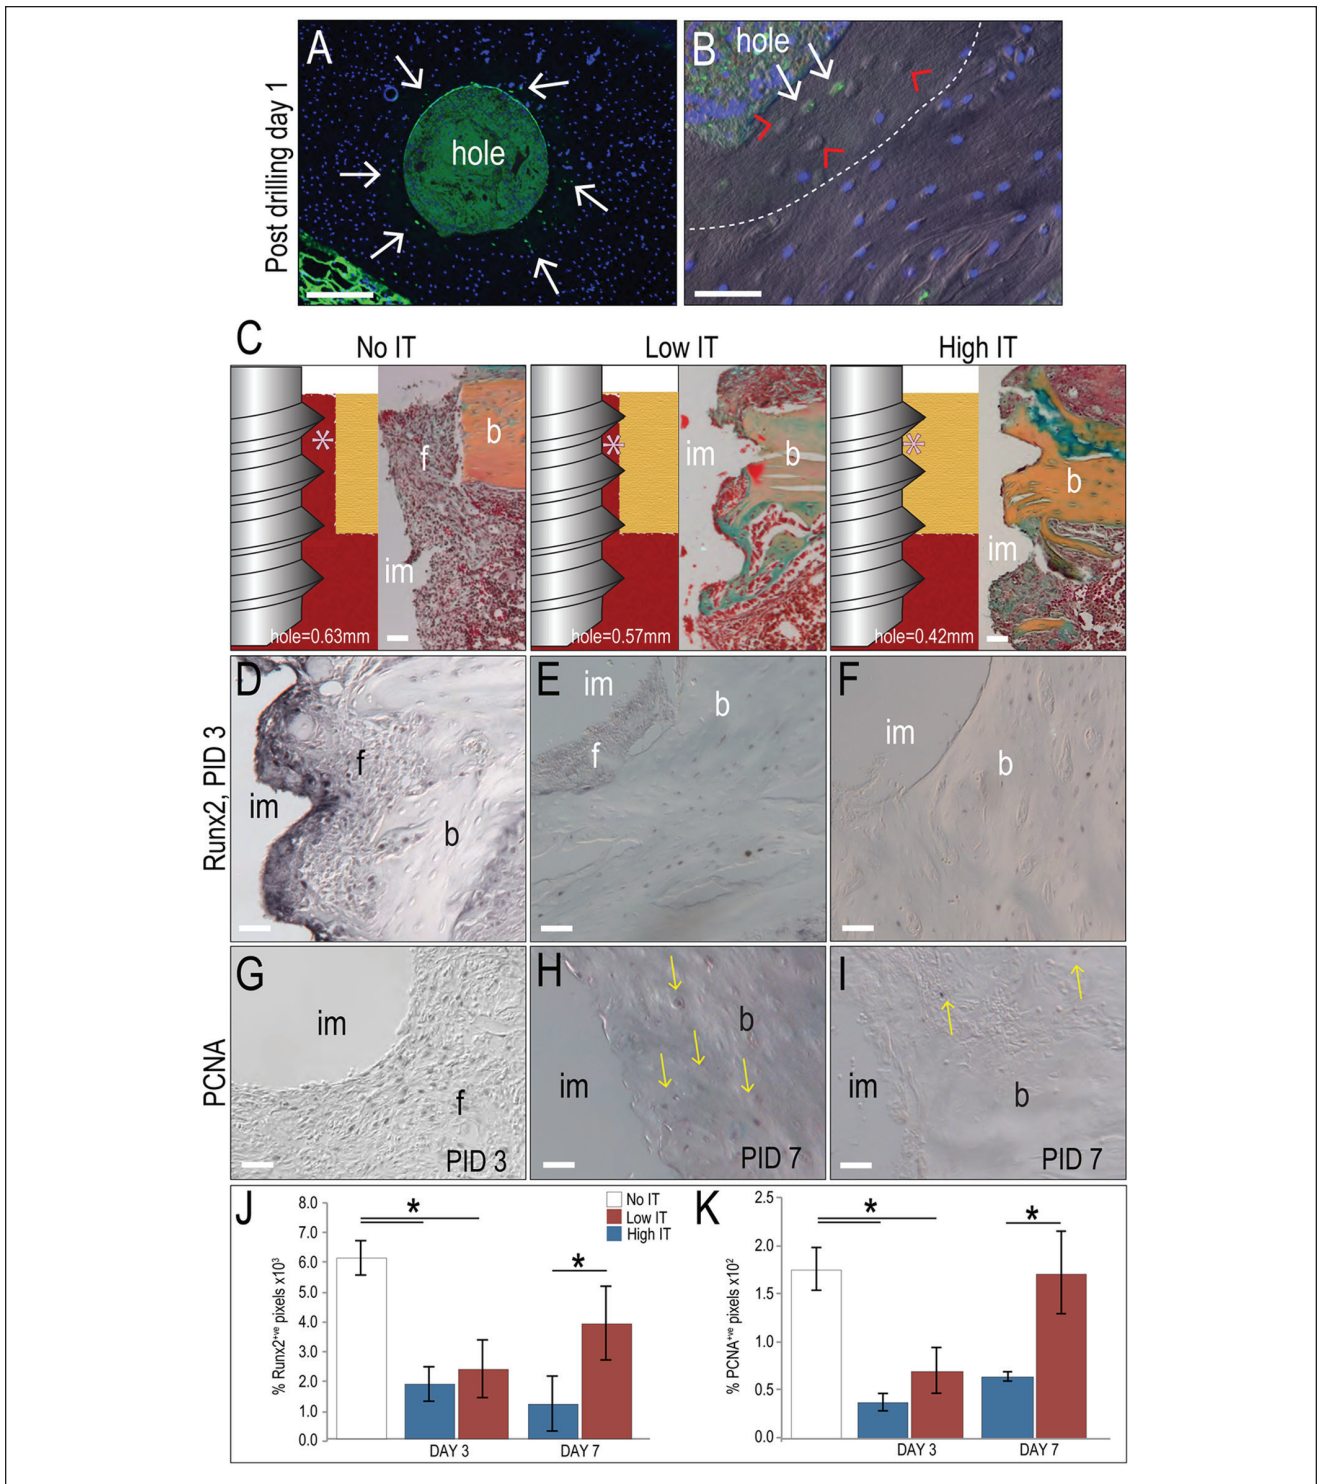 Post drilling day 1
A
hole
B
hole
C
No IT
Low IT
High IT
*
f
b
im
hole=0.63mm
*
im
b
hole=0.57mm
*
b
im
hole=0.42mm
Runx2, PID 3
D
f
im
b
E
im
b
f
F
im
b
PCNA
G
im
f
PID 3
H
b
im
PID 7
I
im
b
PID 7
J
% Runx2+ve pixels x10³
8.0
7.0
6.0
5.0
4.0
3.0
2.0
1.0
0.0
*
*
No IT
Low IT
High IT
DAY 3
DAY 7
K
% PCNA+ve pixels x10²
2.5
2.0
1.5
1.0
0.5
0.0
*
*
DAY 3
DAY 7